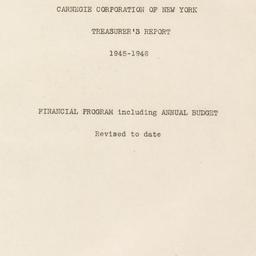 CARNEGIE CORPORATION OF NEW YORK
TREASURER'S REPORT
1945-1946
FINANCIAL PROGRAM including ANNUAL BUDGET
Revised to date